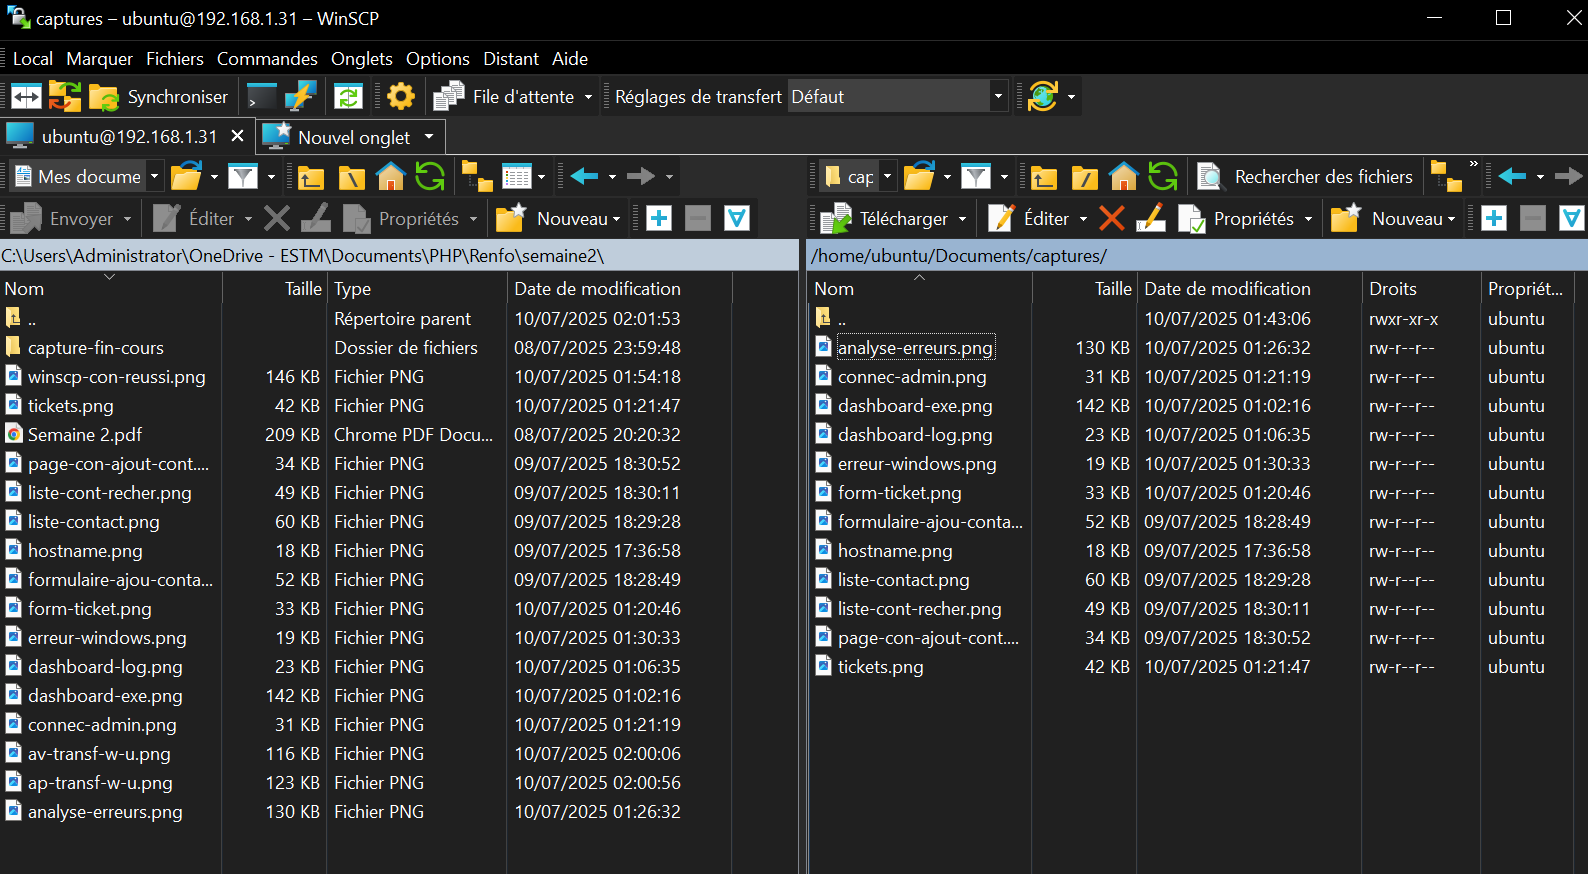 captures – ubuntu@192.168.1.31 – WinSCP
Local Marquer Fichiers Commandes Onglets Options Distant Aide
Synchroniser File d'attente Réglages de transfert Défaut
ubuntu@192.168.1.31 Nouvel onglet
Mes docume
Envoyer Éditer Propriétés Nouveau
C:\Users\Administrator\OneDrive - ESTM\Documents\PHP\Renfo\semaine2\
Nom Taille Type Date de modification
.. Répertoire parent 10/07/2025 02:01:53
capture-fin-cours Dossier de fichiers 08/07/2025 23:59:48
winscp-con-reussi.png 146 KB Fichier PNG 10/07/2025 01:54:18
tickets.png 42 KB Fichier PNG 10/07/2025 01:21:47
Semaine 2.pdf 209 KB Chrome PDF Docu... 08/07/2025 20:20:32
page-con-ajout-cont.... 34 KB Fichier PNG 09/07/2025 18:30:52
liste-cont-recher.png 49 KB Fichier PNG 09/07/2025 18:30:11
liste-contact.png 60 KB Fichier PNG 09/07/2025 18:29:28
hostname.png 18 KB Fichier PNG 09/07/2025 17:36:58
formulaire-ajou-conta... 52 KB Fichier PNG 09/07/2025 18:28:49
form-ticket.png 33 KB Fichier PNG 10/07/2025 01:20:46
erreur-windows.png 19 KB Fichier PNG 10/07/2025 01:30:33
dashboard-log.png 23 KB Fichier PNG 10/07/2025 01:06:35
dashboard-exe.png 142 KB Fichier PNG 10/07/2025 01:02:16
connec-admin.png 31 KB Fichier PNG 10/07/2025 01:21:19
av-transf-w-u.png 116 KB Fichier PNG 10/07/2025 02:00:06
ap-transf-w-u.png 123 KB Fichier PNG 10/07/2025 02:00:56
analyse-erreurs.png 130 KB Fichier PNG 10/07/2025 01:26:32
cap Rechercher des fichiers
Télécharger Éditer Propriétés Nouveau
/home/ubuntu/Documents/captures/
Nom Taille Date de modification Droits Propriét...
.. 10/07/2025 01:43:06 rwxr-xr-x ubuntu
analyse-erreurs.png 130 KB 10/07/2025 01:26:32 rw-r--r-- ubuntu
connec-admin.png 31 KB 10/07/2025 01:21:19 rw-r--r-- ubuntu
dashboard-exe.png 142 KB 10/07/2025 01:02:16 rw-r--r-- ubuntu
dashboard-log.png 23 KB 10/07/2025 01:06:35 rw-r--r-- ubuntu
erreur-windows.png 19 KB 10/07/2025 01:30:33 rw-r--r-- ubuntu
form-ticket.png 33 KB 10/07/2025 01:20:46 rw-r--r-- ubuntu
formulaire-ajou-conta... 52 KB 09/07/2025 18:28:49 rw-r--r-- ubuntu
hostname.png 18 KB 09/07/2025 17:36:58 rw-r--r-- ubuntu
liste-contact.png 60 KB 09/07/2025 18:29:28 rw-r--r-- ubuntu
liste-cont-recher.png 49 KB 09/07/2025 18:30:11 rw-r--r-- ubuntu
page-con-ajout-cont.... 34 KB 09/07/2025 18:30:52 rw-r--r-- ubuntu
tickets.png 42 KB 10/07/2025 01:21:47 rw-r--r-- ubuntu